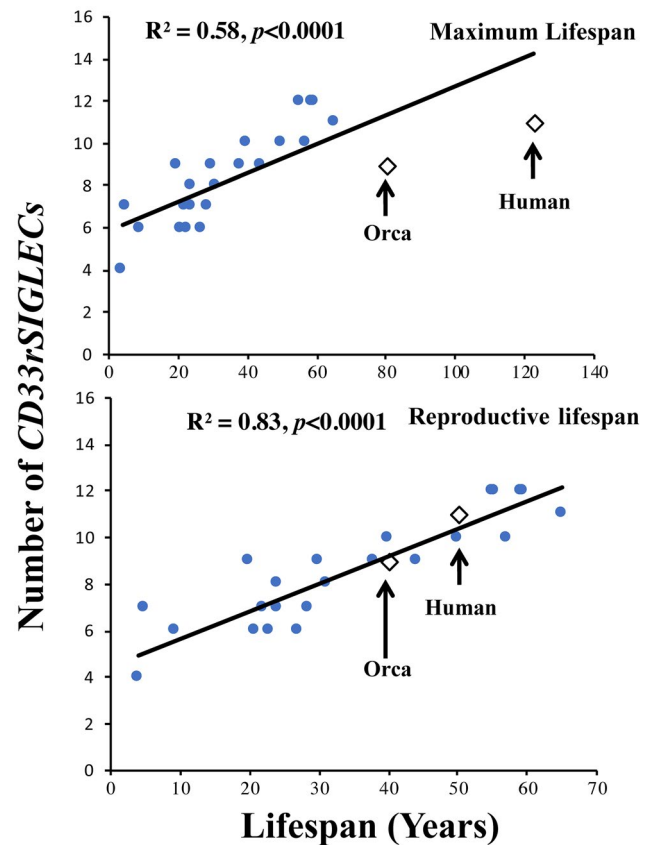 R² = 0.58, p<0.0001
Maximum Lifespan
16
14
12
10
8
6
4
2
0
0 20 40 60 80 100 120 140
Orca
Human
Number of CD33rSIGLECs
R² = 0.83, p<0.0001
Reproductive lifespan
16
14
12
10
8
6
4
2
0
0 10 20 30 40 50 60 70
Human
Orca
Lifespan (Years)